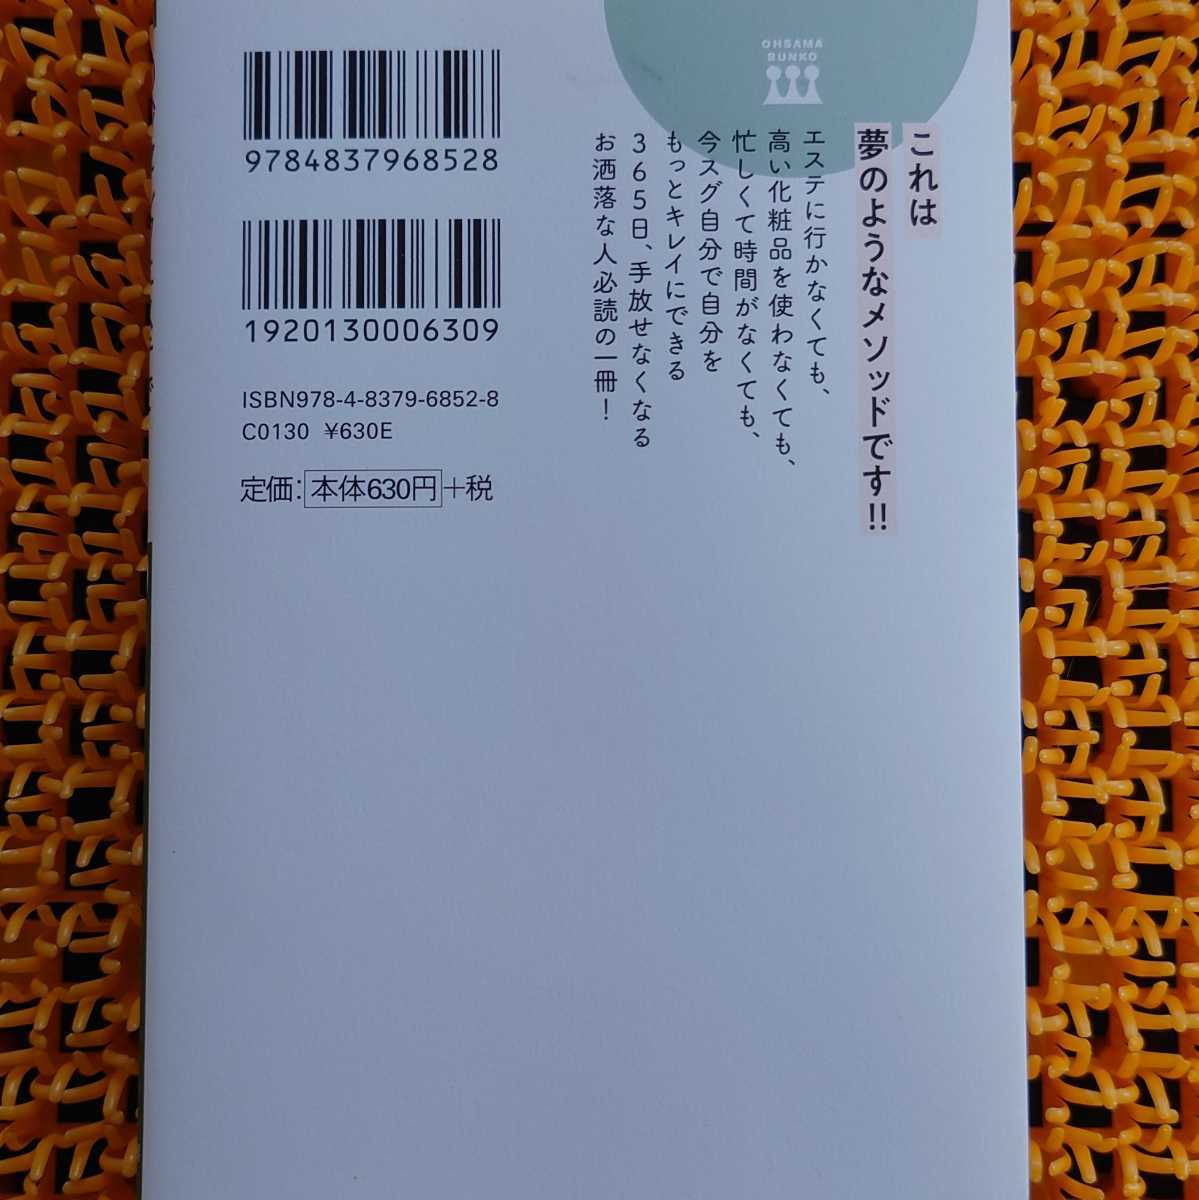 OHSAMA
BUNKO
これは
夢のようなメソッドです!!
エステに行かなくても、
高い化粧品を使わなくても、
忙しくて時間がなくても、
今スグ自分で自分を
もっとキレイにできる
365日、手放せなくなる
お洒落な人必読の一冊！
9784837968528
1920130006309
ISBN978-4-8379-6852-8
C0130 ¥630E
定価：本体630円+税